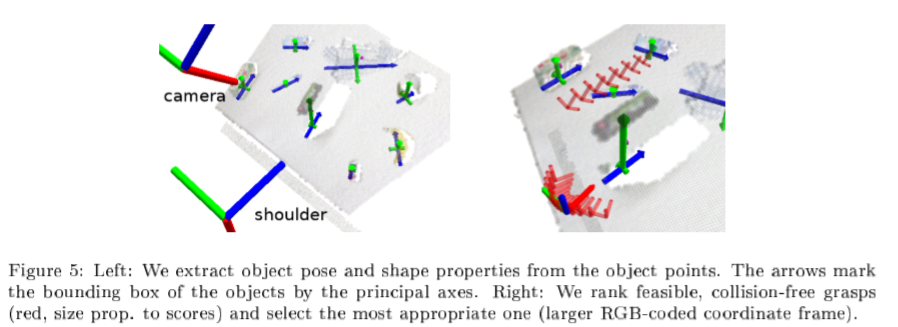 camera
shoulder
Figure 5: Left: We extract object pose and shape properties from the object points. The arrows mark
the bounding box of the objects by the principal axes. Right: We rank feasible, collision-free grasps
(red, size prop. to scores) and select the most appropriate one (larger RGB-coded coordinate frame).